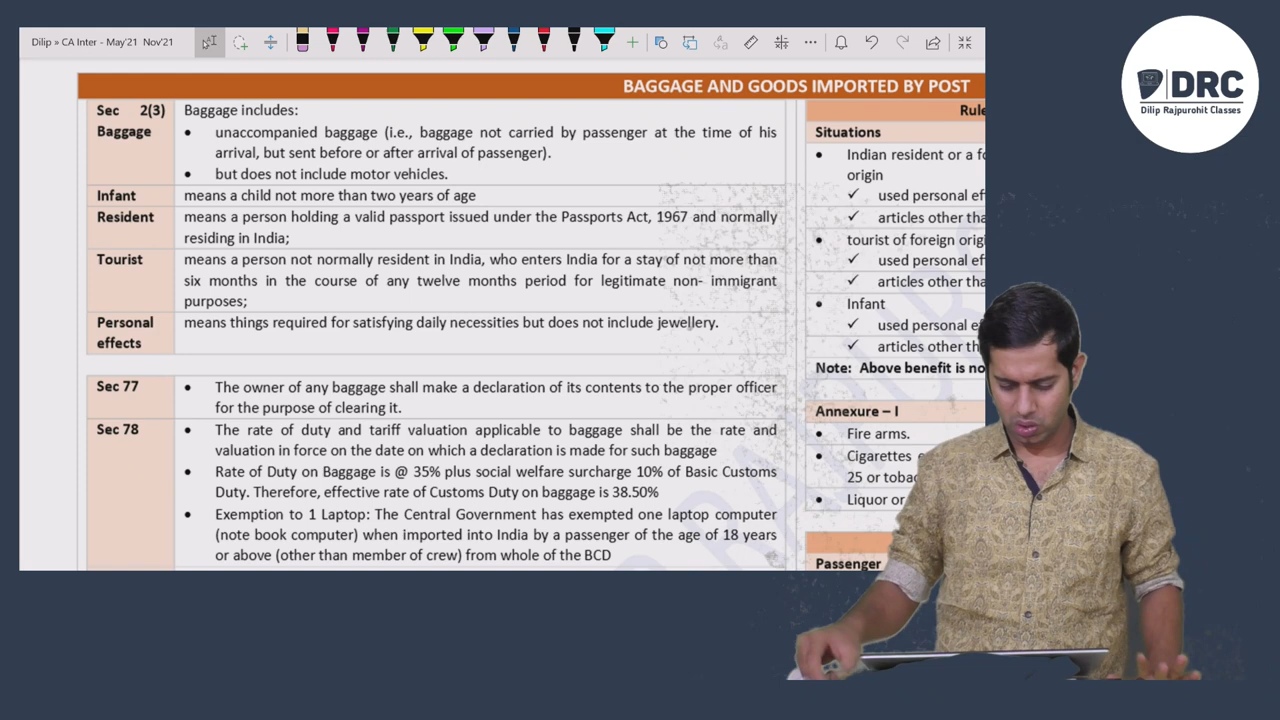 Dilip » CA Inter - May'21 Nov'21
DRC
Dilip Rajpurohit Classes
BAGGAGE AND GOODS IMPORTED BY POST
Sec 2(3)
Baggage
Baggage includes:
• unaccompanied baggage (i.e., baggage not carried by passenger at the time of his
arrival, but sent before or after arrival of passenger).
• but does not include motor vehicles.
Infant
means a child not more than two years of age
Resident
means a person holding a valid passport issued under the Passports Act, 1967 and normally
residing in India;
Tourist
means a person not normally resident in India, who enters India for a stay of not more than
six months in the course of any twelve months period for legitimate non- immigrant
purposes;
Personal
effects
means things required for satisfying daily necessities but does not include jewellery.
Sec 77
• The owner of any baggage shall make a declaration of its contents to the proper officer
for the purpose of clearing it.
Sec 78
• The rate of duty and tariff valuation applicable to baggage shall be the rate and
valuation in force on the date on which a declaration is made for such baggage
• Rate of Duty on Baggage is @ 35% plus social welfare surcharge 10% of Basic Customs
Duty. Therefore, effective rate of Customs Duty on baggage is 38.50%
• Exemption to 1 Laptop: The Central Government has exempted one laptop computer
(note book computer) when imported into India by a passenger of the age of 18 years
or above (other than member of crew) from whole of the BCD
Rule
Situations
• Indian resident or a fo
origin
✓ used personal ef
✓ articles other tha
• tourist of foreign origi
✓ used personal ef
✓ articles other tha
• Infant
✓ used personal e
✓ articles other th
Note: Above benefit is no
Annexure – I
• Fire arms.
• Cigarettes
25 or toba
• Liquor or
Passenger